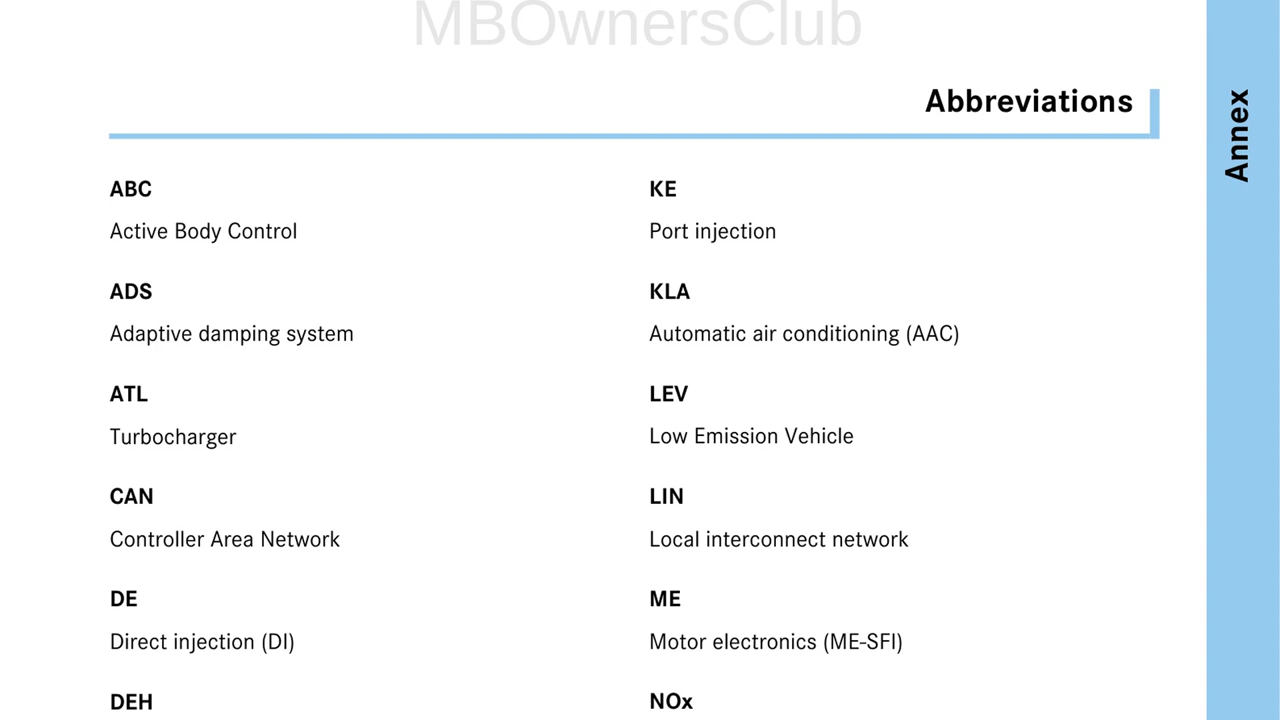 MBOwnersClub
Abbreviations
Annex
ABC
Active Body Control
ADS
Adaptive damping system
ATL
Turbocharger
CAN
Controller Area Network
DE
Direct injection (DI)
DEH
KE
Port injection
KLA
Automatic air conditioning (AAC)
LEV
Low Emission Vehicle
LIN
Local interconnect network
ME
Motor electronics (ME-SFI)
NOx